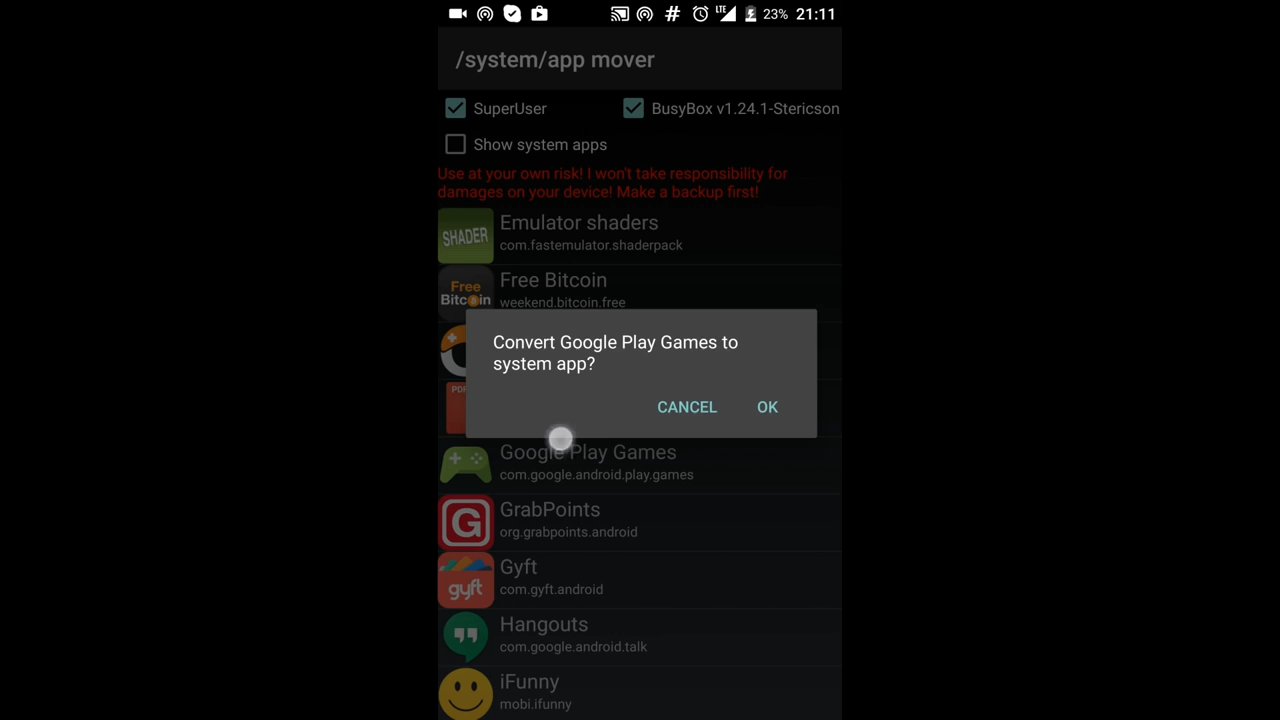 LTE 23% 21:11
/system/app mover
SuperUser
BusyBox v1.24.1-Stericson
Show system apps
Use at your own risk! I won't take responsibility for
damages on your device! Make a backup first!
SHADER
Emulator shaders
com.fastemulator.shaderpack
Free
Bitcoin
Free Bitcoin
weekend.bitcoin.free
Convert Google Play Games to
system app?
CANCEL OK
PDF
Google Play Games
com.google.android.play.games
G
GrabPoints
org.grabpoints.android
gyft
Gyft
com.gyft.android
Hangouts
com.google.android.talk
iFunny
mobi.ifunny